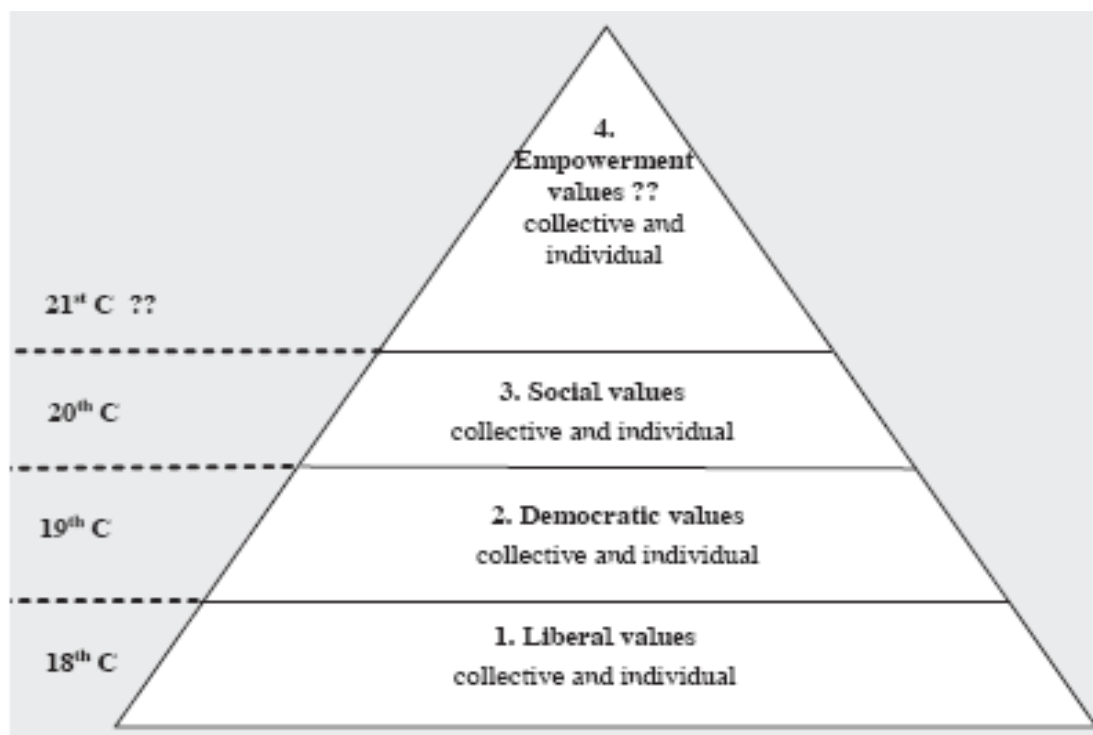 4.
Empowerment
values ??
collective and
individual
21st C ??
3. Social values
20th C
collective and individual
2. Democratic values
19th C
collective and individual
1. Liberal values
18th C
collective and individual